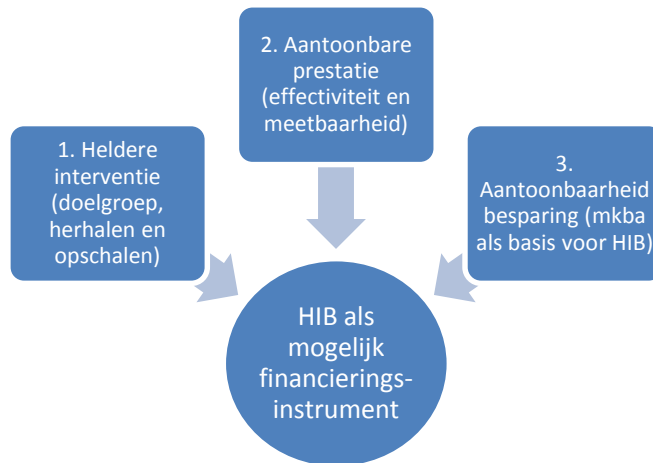 1. Heldere
interventie
(doelgroep,
herhalen en
opschalen)
2. Aantoonbare
prestatie
(effectiviteit en
meetbaarheid)
3.
Aantoonbaarheid
besparing (mkba
als basis voor HIB)
HIB als
mogelijk
financierings-
instrument